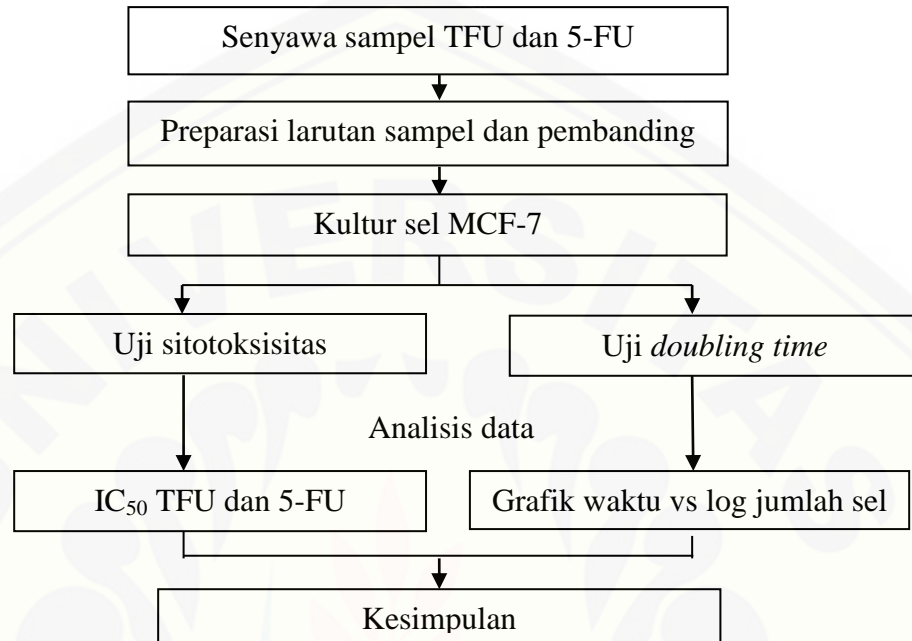 Senyawa sampel TFU dan 5-FU
Preparasi larutan sampel dan pembanding
Kultur sel MCF-7
Uji sitotoksisitas
Uji doubling time
Analisis data
IC₅₀ TFU dan 5-FU
Grafik waktu vs log jumlah sel
Kesimpulan
UNIVERSITAS